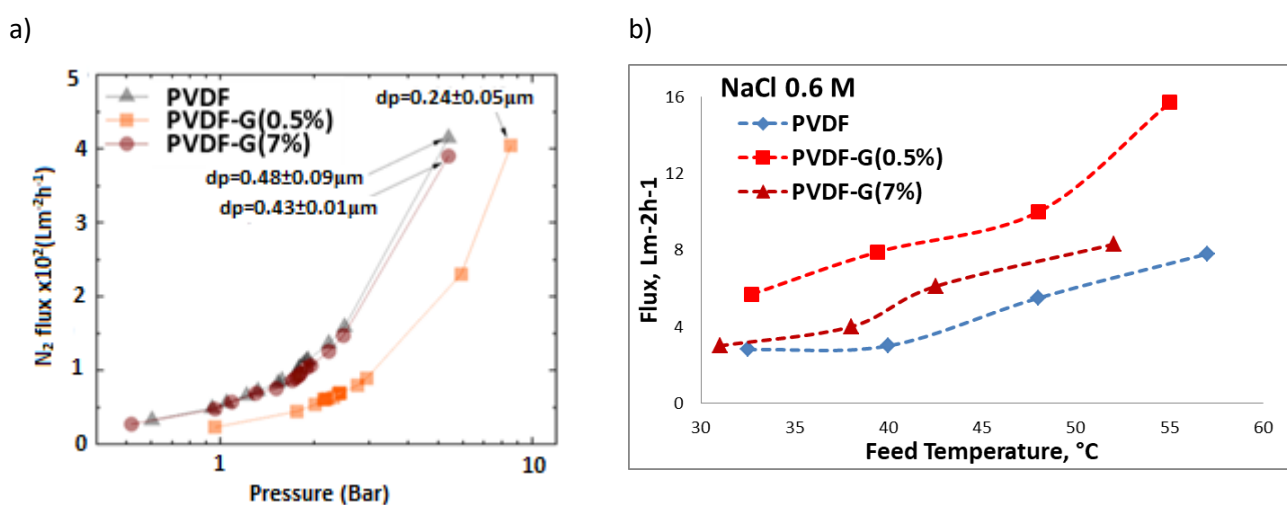 a)
5
4
3
2
1
0
N₂ flux x10²(Lm⁻²h⁻¹)
PVDF
PVDF-G(0.5%)
PVDF-G(7%)
dp=0.24±0.05µm
dp=0.48±0.09µm
dp=0.43±0.01µm
1
10
Pressure (Bar)
b)
NaCl 0.6 M
PVDF
PVDF-G(0.5%)
PVDF-G(7%)
16
12
8
4
0
Flux, Lm-2h-1
30
35
40
45
50
55
60
Feed Temperature, °C